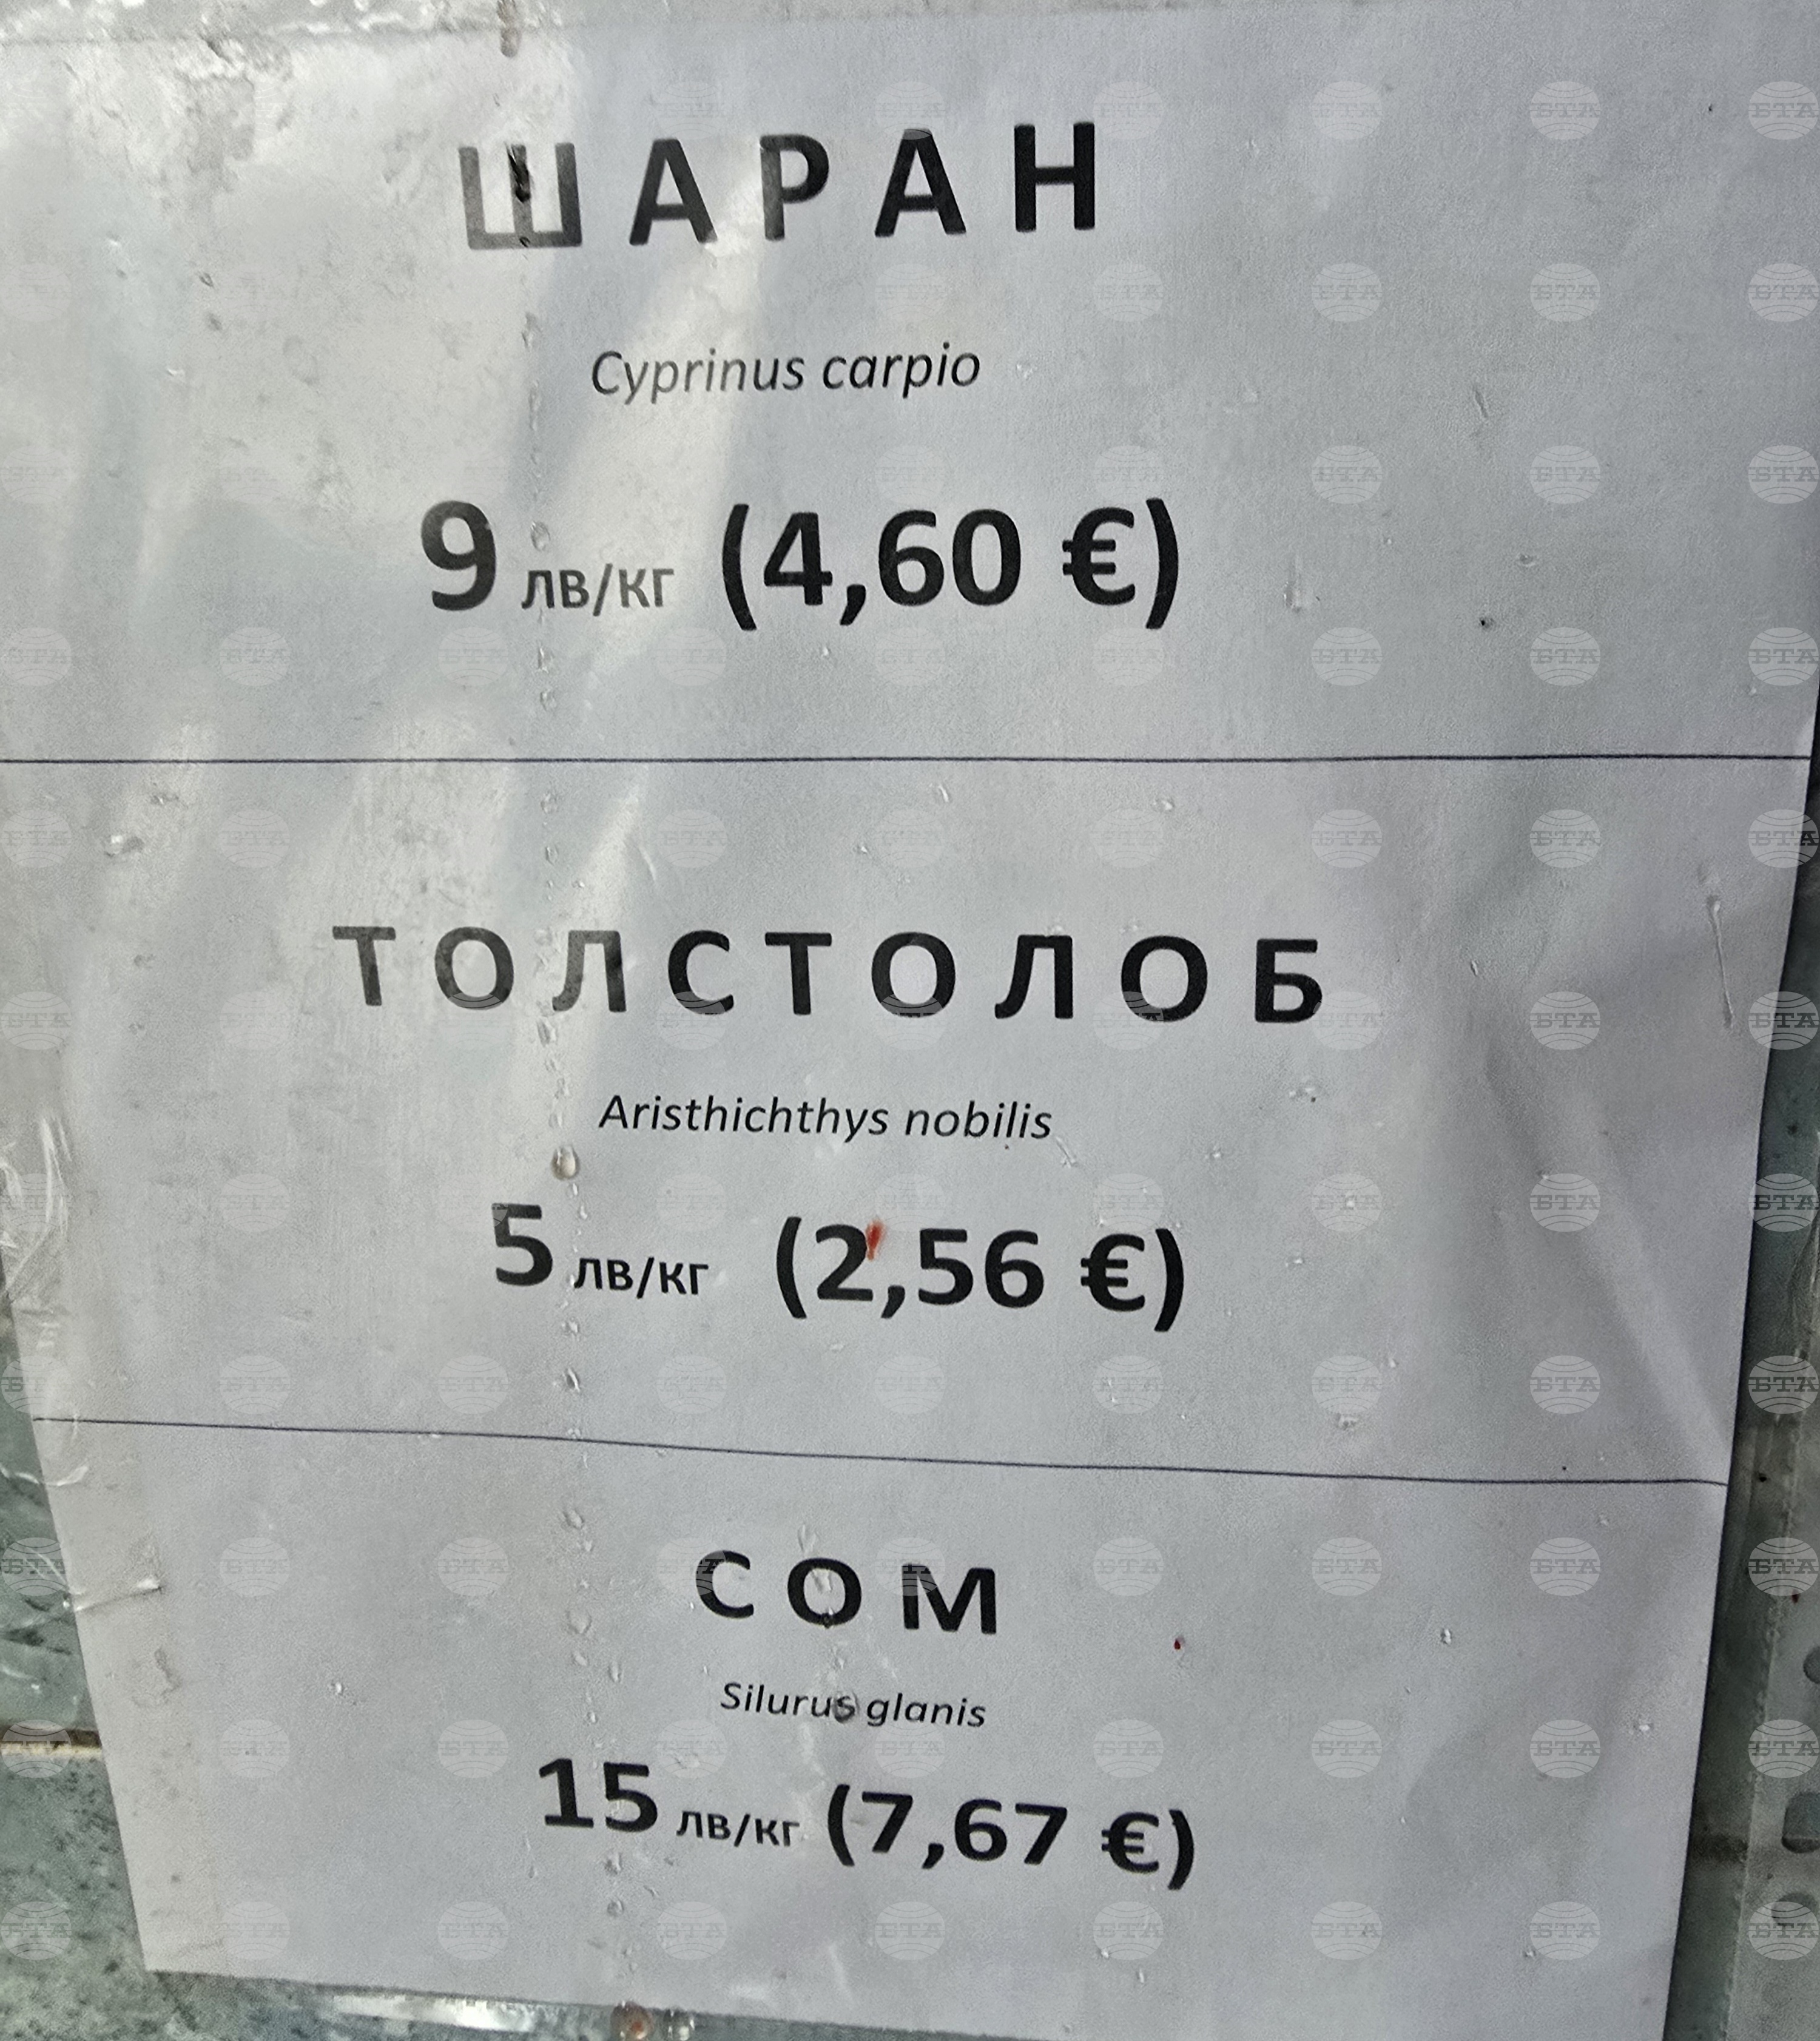 ШАРАН
Cyprinus carpio
9 лв/кг (4,60 €)
ТОЛСТОЛОБ
Aristhichthys nobilis
5 лв/кг (2,56 €)
СОМ
Silurus glanis
15 лв/кг (7,67 €)